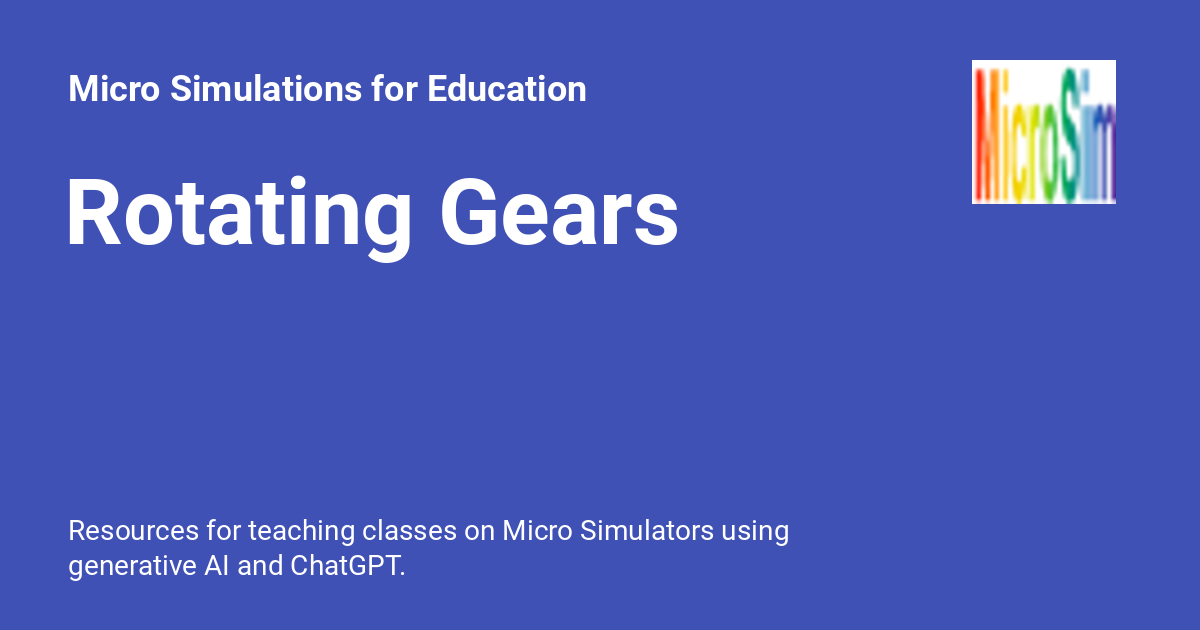 Micro Simulations for Education
MicroSim
Rotating Gears
Resources for teaching classes on Micro Simulators using
generative AI and ChatGPT.